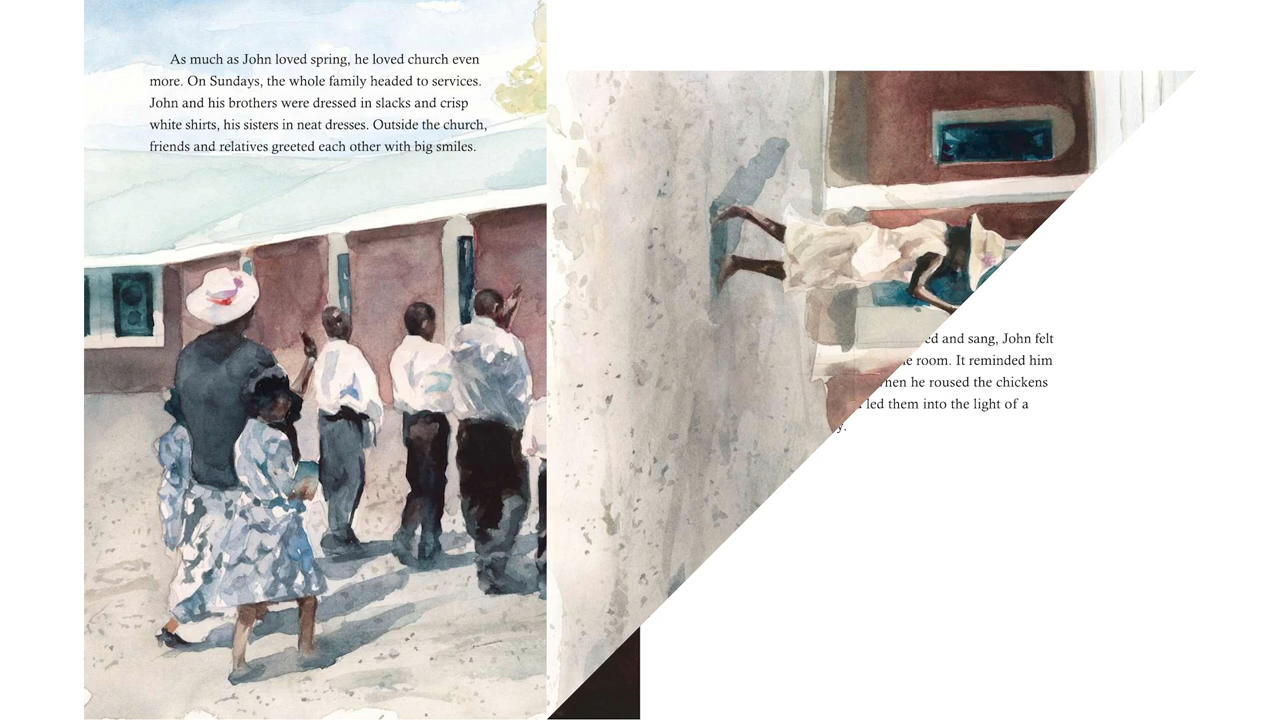 As much as John loved spring, he loved church even
more. On Sundays, the whole family headed to services.
John and his brothers were dressed in slacks and crisp
white shirts, his sisters in neat dresses. Outside the church,
friends and relatives greeted each other with big smiles.
and sang, John felt
room. It reminded him
when he roused the chickens
led them into the light of a